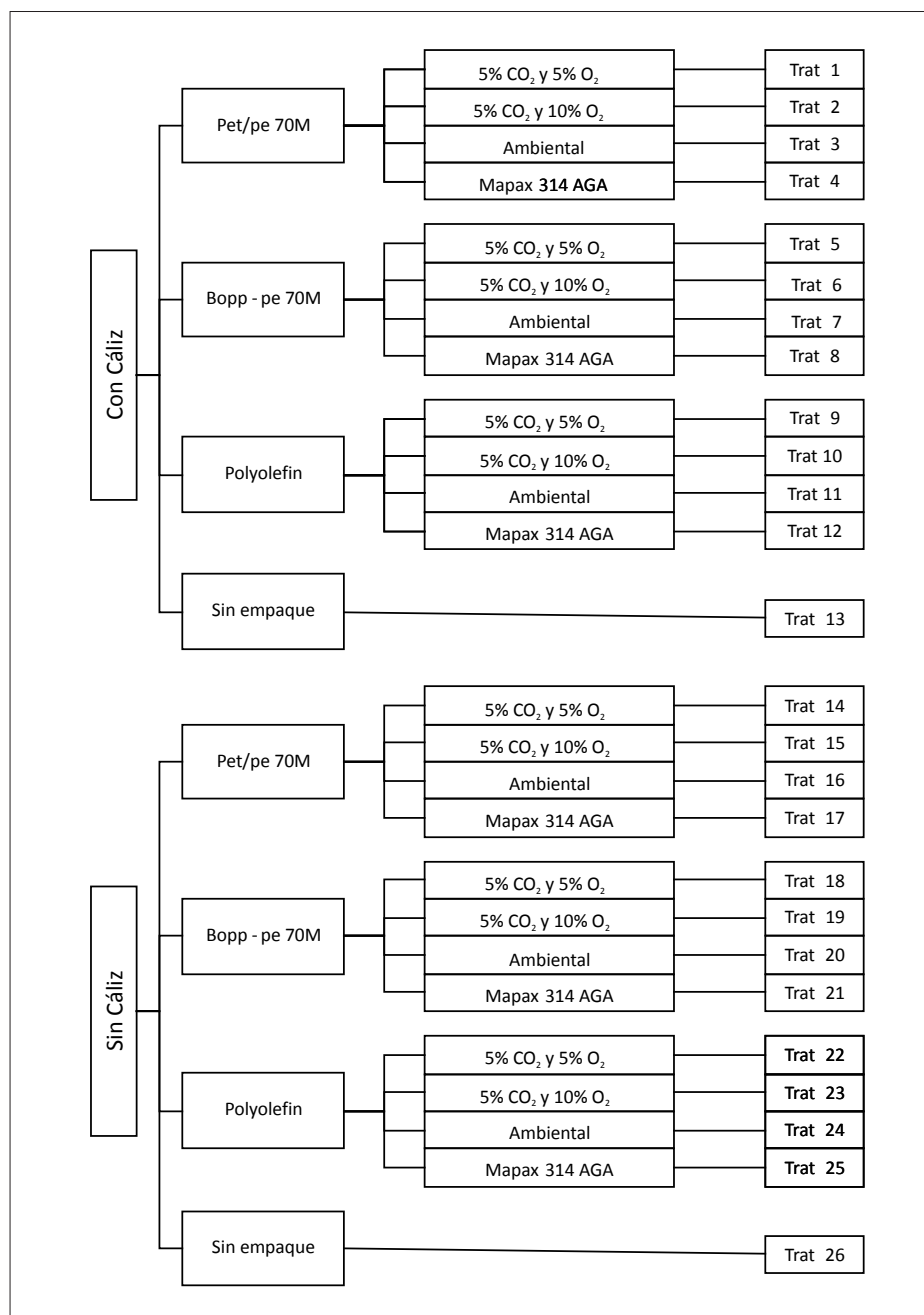 5% CO₂ y 5% O₂ Trat 1
5% CO₂ y 10% O₂ Trat 2
Pet/pe 70M
Ambiental Trat 3
Mapax 314 AGA Trat 4
5% CO₂ y 5% O₂ Trat 5
5% CO₂ y 10% O₂ Trat 6
Bopp - pe 70M
Ambiental Trat 7
Mapax 314 AGA Trat 8
Con Cáliz
5% CO₂ y 5% O₂ Trat 9
5% CO₂ y 10% O₂ Trat 10
Polyolefin
Ambiental Trat 11
Mapax 314 AGA Trat 12
Sin empaque Trat 13
5% CO₂ y 5% O₂ Trat 14
5% CO₂ y 10% O₂ Trat 15
Pet/pe 70M
Ambiental Trat 16
Mapax 314 AGA Trat 17
5% CO₂ y 5% O₂ Trat 18
5% CO₂ y 10% O₂ Trat 19
Bopp - pe 70M
Ambiental Trat 20
Mapax 314 AGA Trat 21
Sin Cáliz
5% CO₂ y 5% O₂ Trat 22
5% CO₂ y 10% O₂ Trat 23
Polyolefin
Ambiental Trat 24
Mapax 314 AGA Trat 25
Sin empaque Trat 26